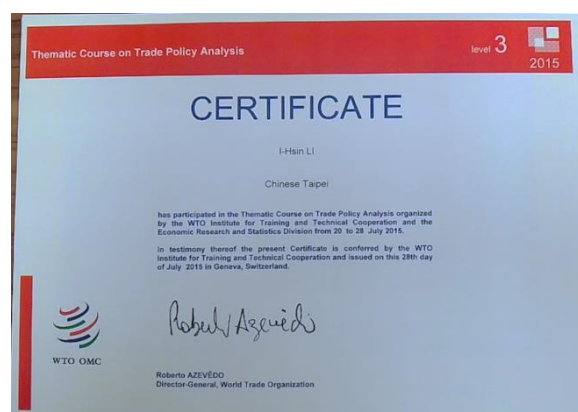 Thematic Course on Trade Policy Analysis
level 3
2015
CERTIFICATE
I-Hsin LI
Chinese Taipei
has participated in the Thematic Course on Trade Policy Analysis organized
by the WTO Institute for Training and Technical Cooperation and the
Economic Research and Statistics Division from 20 to 28 July 2015.
In testimony thereof the present Certificate is conferred by the WTO
Institute for Training and Technical Cooperation and issued on this 28th day
of July 2015 in Geneva, Switzerland.
Roberto Azevêdo
WTO OMC
Roberto AZEVÊDO
Director-General, World Trade Organization